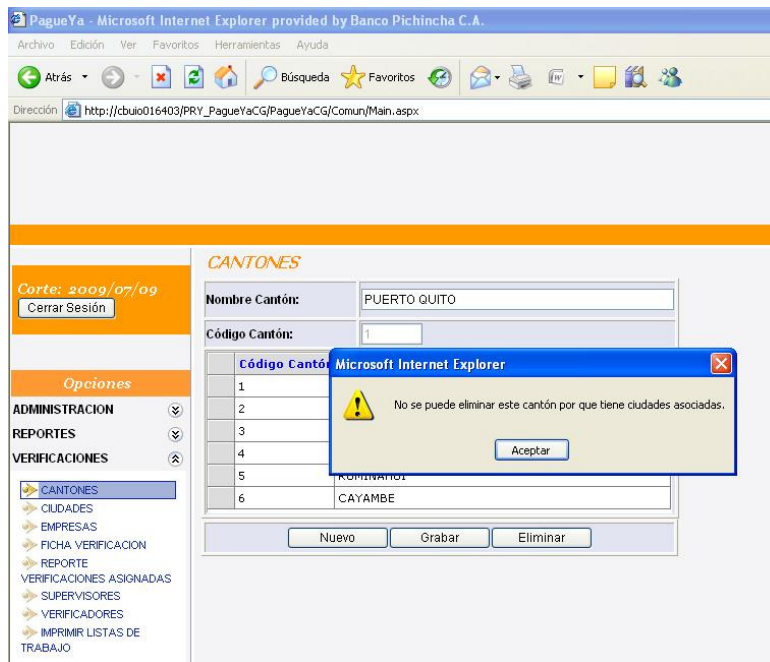 PagueYa - Microsoft Internet Explorer provided by Banco Pichincha C.A.
Archivo Edición Ver Favoritos Herramientas Ayuda
Atrás Búsqueda Favoritos
Dirección http://cbuio016403/PRY_PagueYaCG/PagueYaCG/Comun/Main.aspx
CANTONES
Corte: 2009/07/09
Cerrar Sesión
Nombre Cantón: PUERTO QUITO
Código Cantón: 1
Opciones
ADMINISTRACION
REPORTES
VERIFICACIONES
CANTONES
CIUDADES
EMPRESAS
FICHA VERIFICACION
REPORTE
VERIFICACIONES ASIGNADAS
SUPERVISORES
VERIFICADORES
IMPRIMIR LISTAS DE
TRABAJO
Código Cantón
1
2
3
4
5 RUMIÑAHUI
6 CAYAMBE
Microsoft Internet Explorer
No se puede eliminar este cantón por que tiene ciudades asociadas.
Aceptar
Nuevo Grabar Eliminar